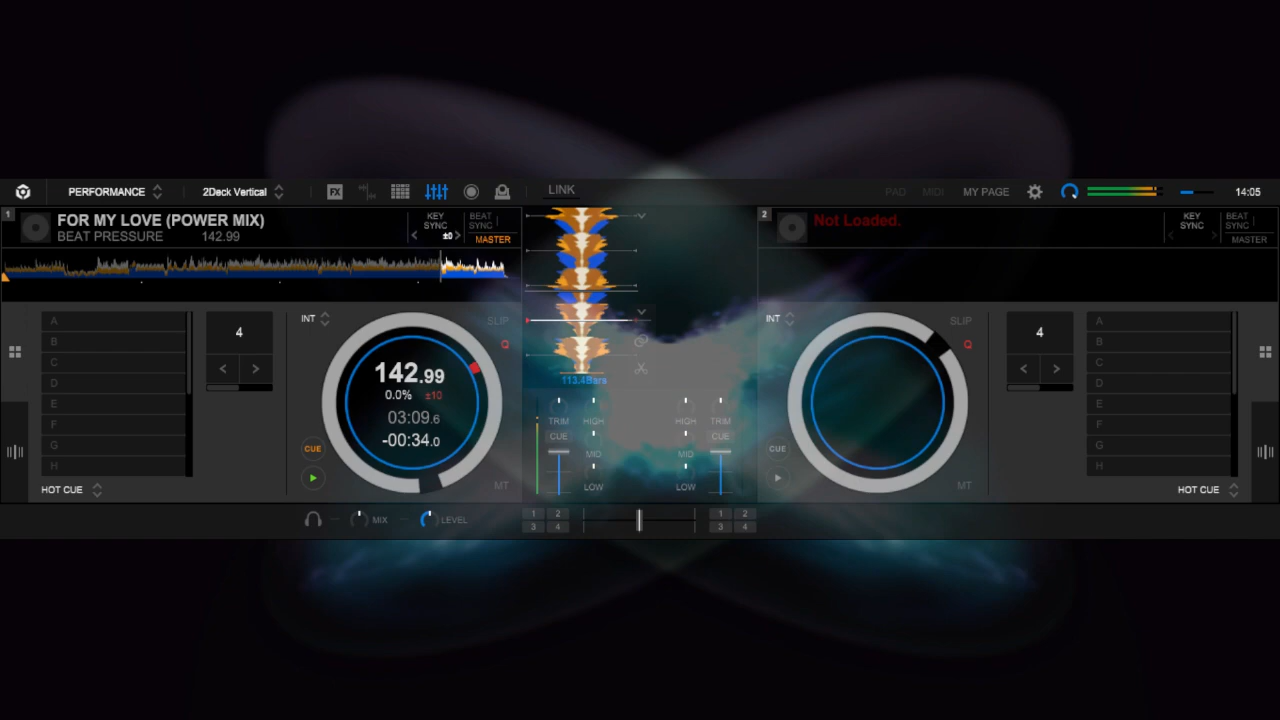 PERFORMANCE 2Deck Vertical FX LINK PAD MIDI MY PAGE 14:05
1 FOR MY LOVE (POWER MIX) KEY SYNC BEAT SYNC
BEAT PRESSURE 142.99 ±0 MASTER
2 Not Loaded. KEY SYNC BEAT SYNC
MASTER
A
B
C
D
E
F
G
H
HOT CUE
4
INT
SLIP
Q
142.99
0.0% ±10
03:09.6
-00:34.0
CUE
MT
113.4Bars
TRIM HIGH HIGH TRIM
CUE CUE
MID MID
LOW LOW
INT
SLIP
Q
CUE
MT
4
A
B
C
D
E
F
G
H
HOT CUE
MIX LEVEL
1 2 1 2
3 4 3 4